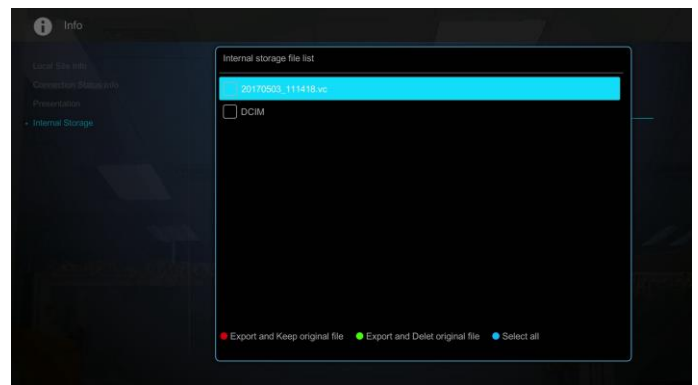 Info
Local Site Info
Connection Status Info
Presentation
Internal Storage
Internal storage file list
20170503_111418.vc
DCIM
Export and Keep original file Export and Delet original file Select all